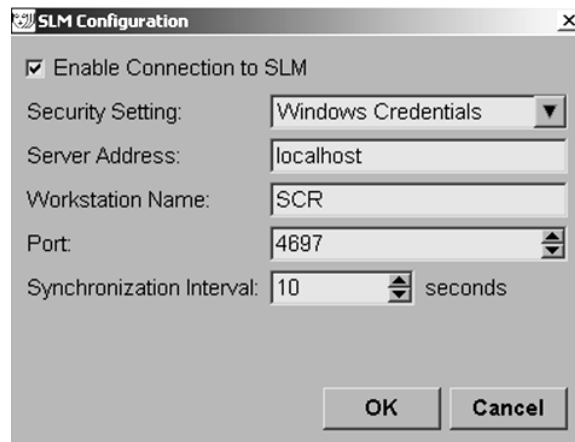 SLM Configuration
Enable Connection to SLM
Security Setting: Windows Credentials
Server Address: localhost
Workstation Name: SCR
Port: 4697
Synchronization Interval: 10 seconds
OK Cancel